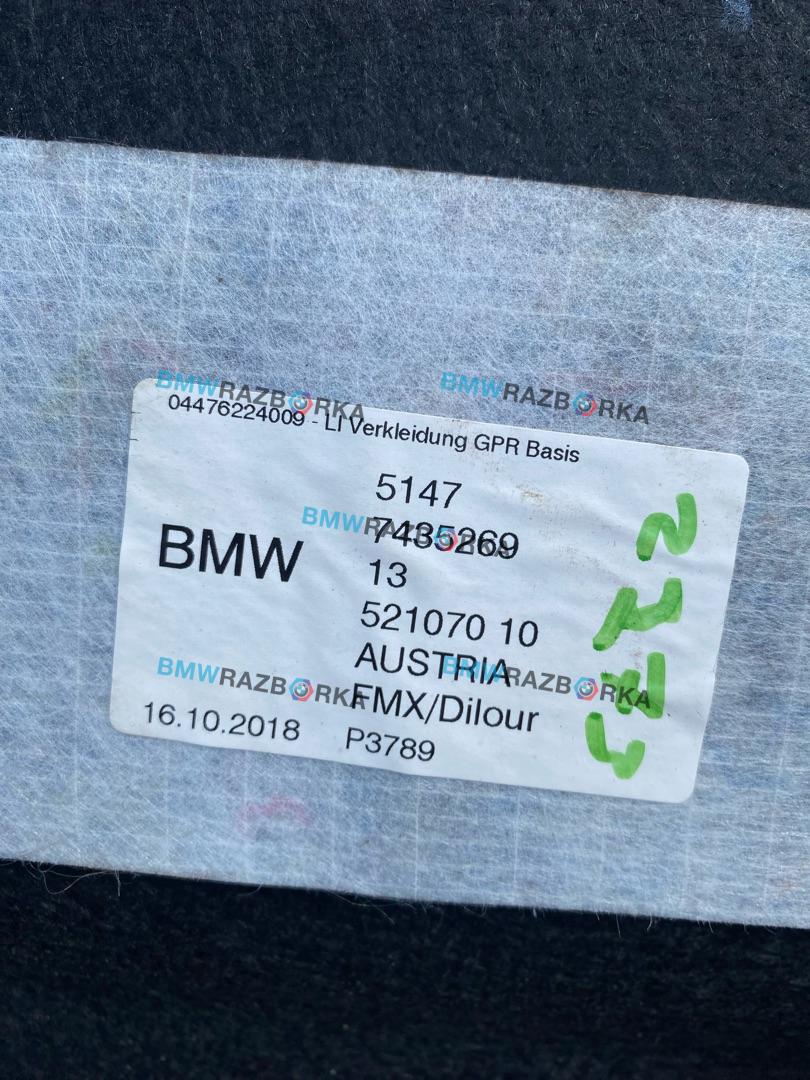 BMWRAZBORKA
BMWRAZBORKA
04476224009 - LI Verkleidung GPR Basis
5147
BMWRAZBORKA
7435269
BMW
13
521070 10
AUSTRIA
BMWRAZBORKA
BMWRAZBORKA
FMX/Dilour
16.10.2018 P3789